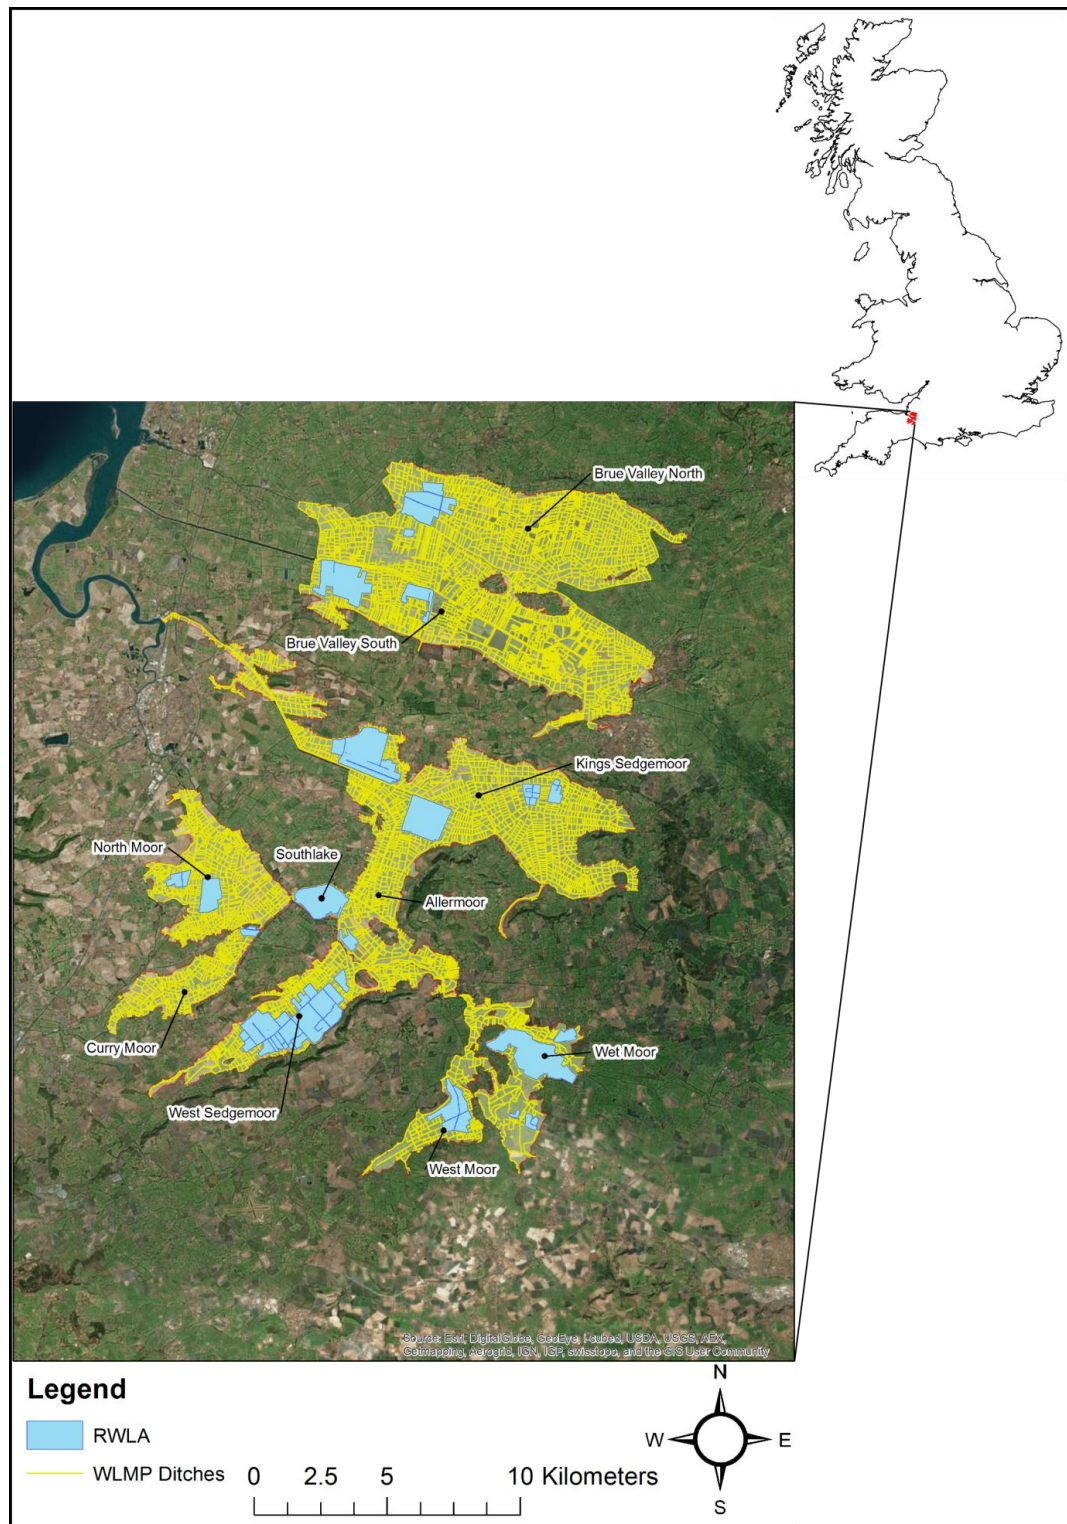 Brue Valley North
Brue Valley South
Kings Sedgemoor
North Moor
Southlake
Allermoor
Curry Moor
Wet Moor
West Sedgemoor
West Moor
Source: Esri, DigitalGlobe, GeoEye, i-cubed, USDA, USGS, AEX,
Getmapping, Aerogrid, IGN, IGP, swisstopo, and the GIS User Community
Legend
RWLA
WLMP Ditches
0 2.5 5 10 Kilometers
N
W E
S